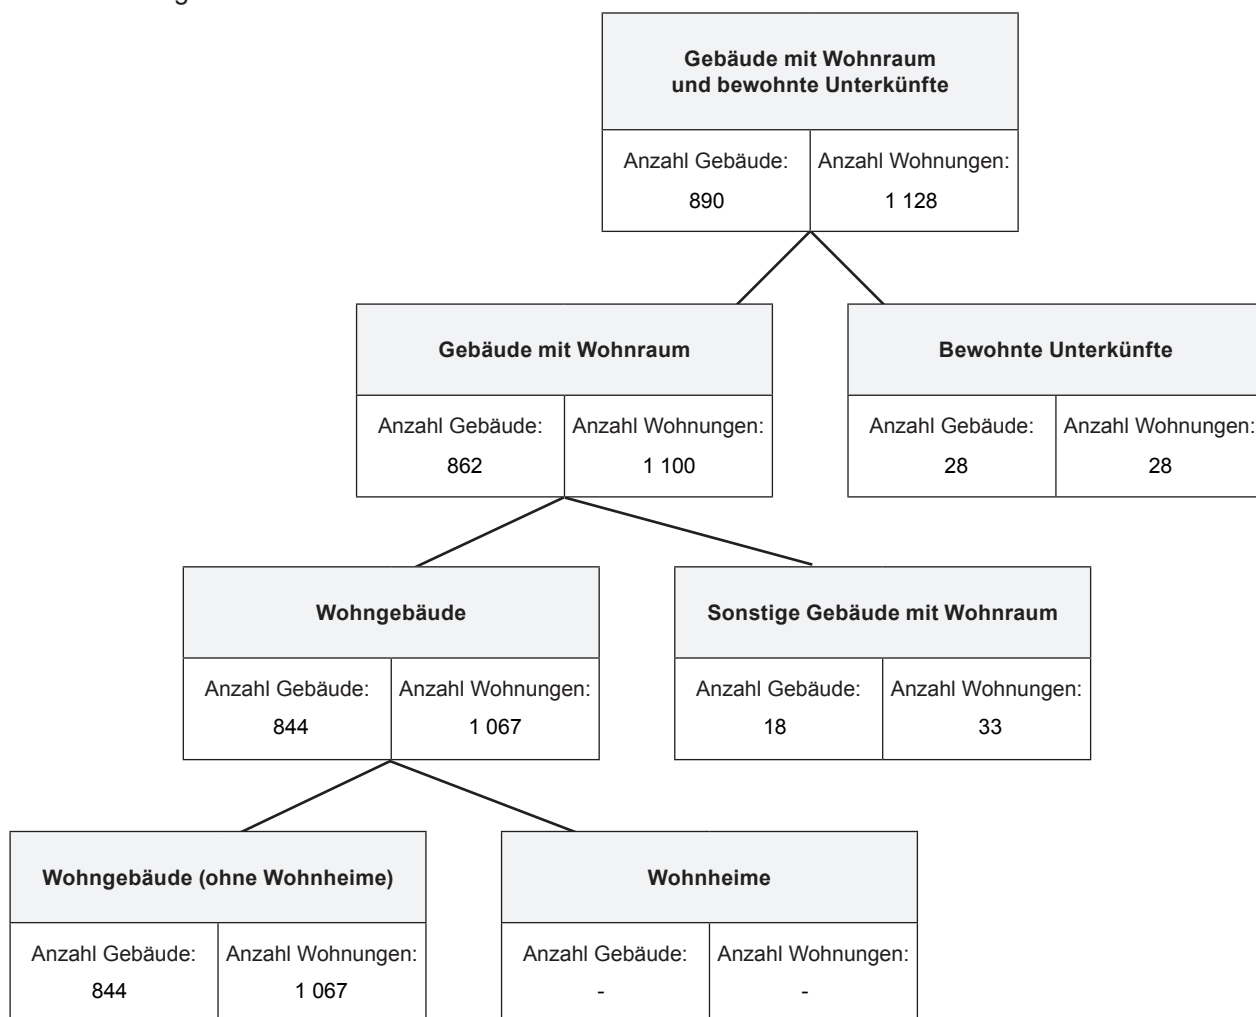 Gebäude mit Wohnraum
und bewohnte Unterkünfte
Anzahl Gebäude: Anzahl Wohnungen:
890 1 128
Gebäude mit Wohnraum Bewohnte Unterkünfte
Anzahl Gebäude: Anzahl Wohnungen: Anzahl Gebäude: Anzahl Wohnungen:
862 1 100 28 28
Wohngebäude Sonstige Gebäude mit Wohnraum
Anzahl Gebäude: Anzahl Wohnungen: Anzahl Gebäude: Anzahl Wohnungen:
844 1 067 18 33
Wohngebäude (ohne Wohnheime) Wohnheime
Anzahl Gebäude: Anzahl Wohnungen: Anzahl Gebäude: Anzahl Wohnungen:
844 1 067 - -